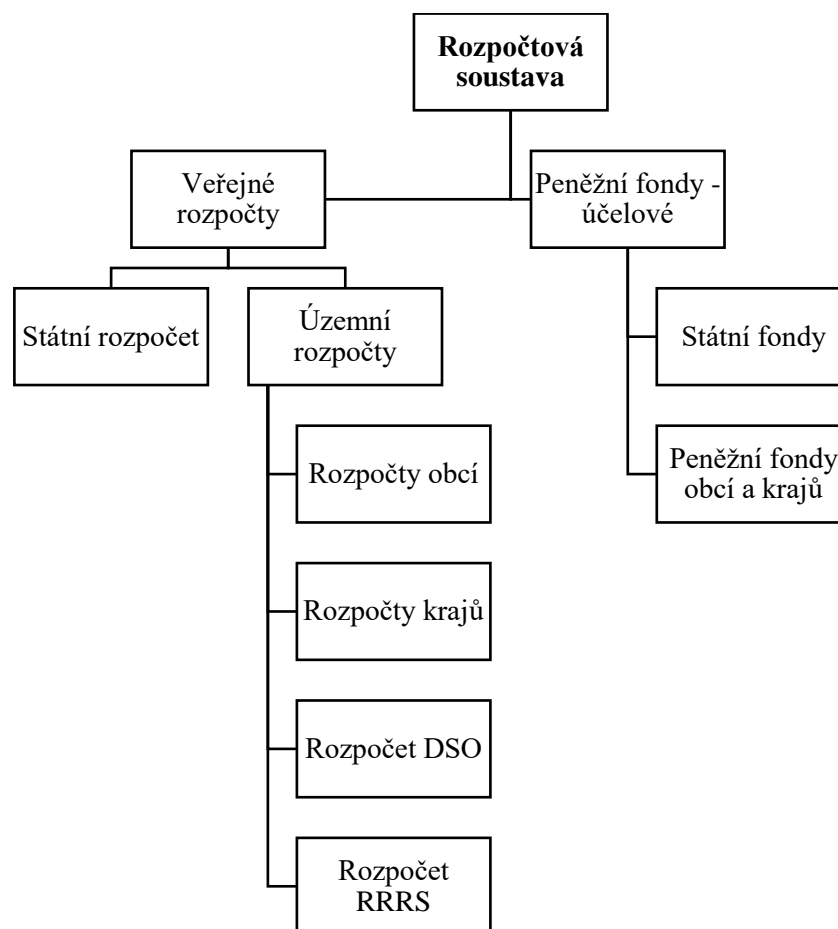 Rozpočtová
soustava
Veřejné
rozpočty
Peněžní fondy -
účelové
Státní rozpočet
Územní
rozpočty
Státní fondy
Rozpočty obcí
Peněžní fondy
obcí a krajů
Rozpočty krajů
Rozpočet DSO
Rozpočet
RRRS